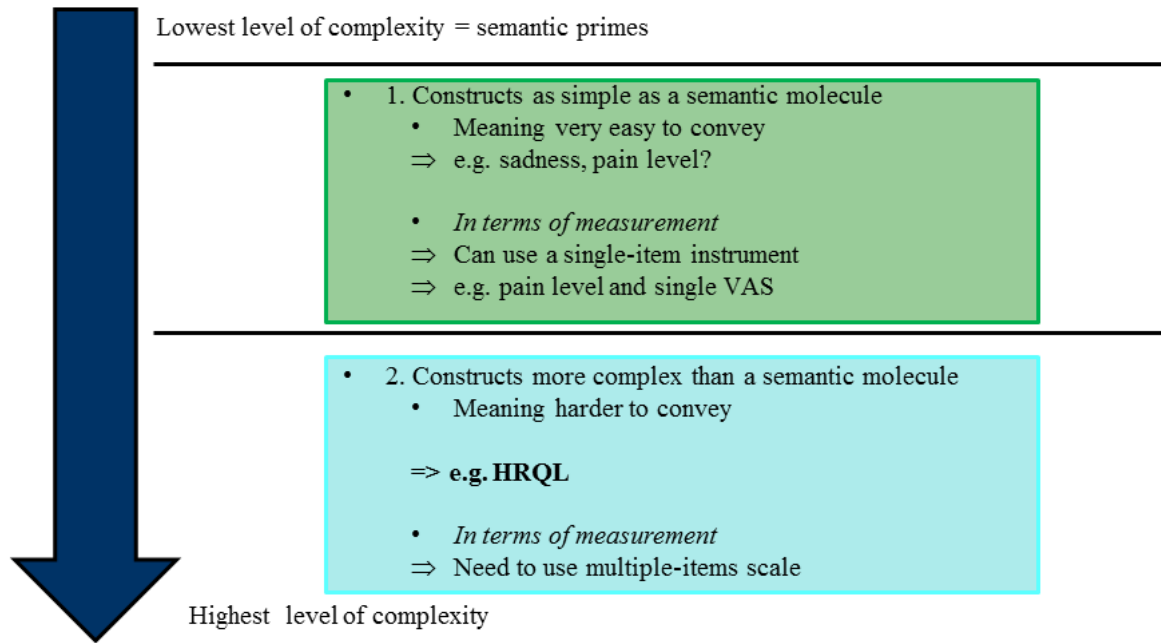 Lowest level of complexity = semantic primes
• 1. Constructs as simple as a semantic molecule
• Meaning very easy to convey
⇒ e.g. sadness, pain level?
• In terms of measurement
⇒ Can use a single-item instrument
⇒ e.g. pain level and single VAS
• 2. Constructs more complex than a semantic molecule
• Meaning harder to convey
=> e.g. HRQL
• In terms of measurement
⇒ Need to use multiple-items scale
Highest level of complexity